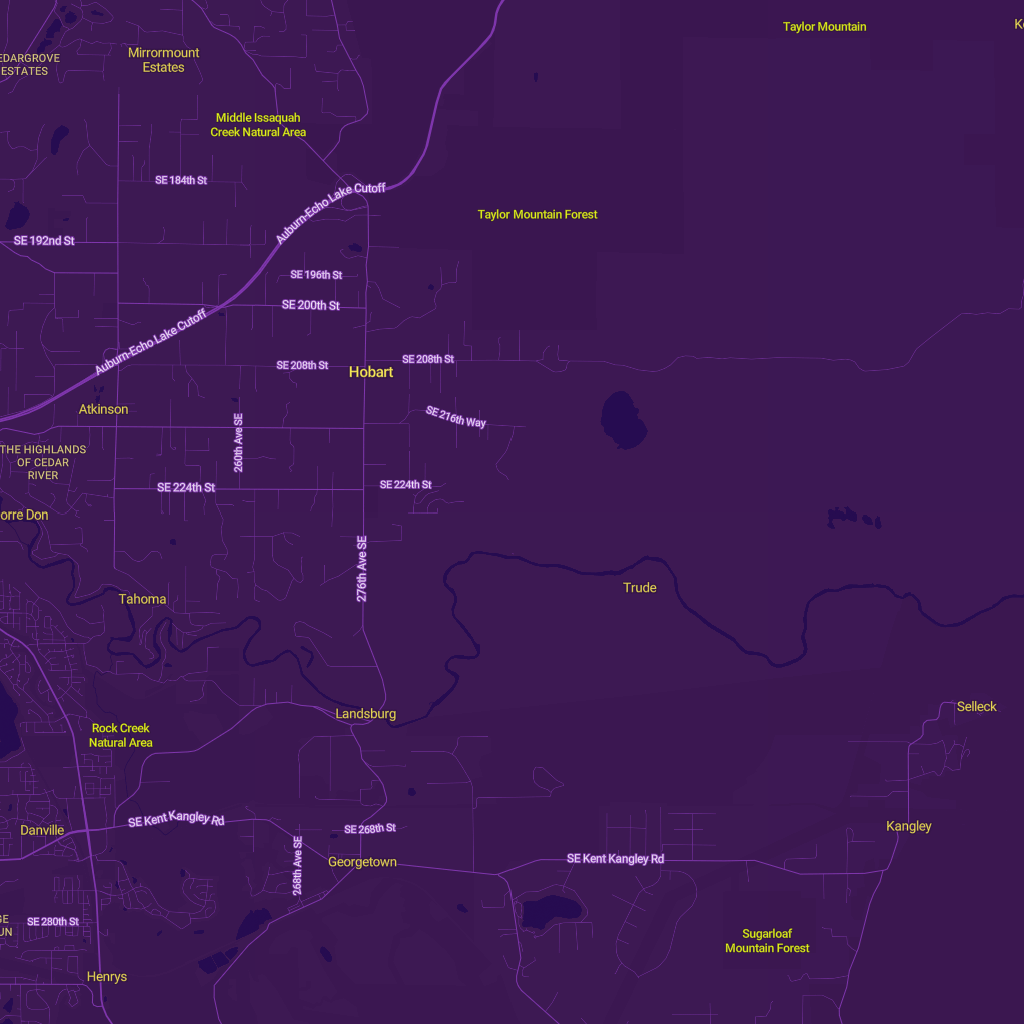 Taylor Mountain
Mirrormount
Estates
ESTATES
Middle Issaquah
Creek Natural Area
SE 184th St
Auburn-Echo Lake Cutoff
Taylor Mountain Forest
SE 192nd St
SE 196th St
SE 200th St
Auburn-Echo Lake Cutoff
SE 208th St
SE 208th St
Hobart
Atkinson
SE 216th Way
260th Ave SE
THE HIGHLANDS
OF CEDAR
RIVER
SE 224th St
SE 224th St
Don
276th Ave SE
Trude
Tahoma
Selleck
Landsburg
Rock Creek
Natural Area
SE Kent Kangley Rd
SE 268th St
Kangley
Danville
268th Ave SE
Georgetown
SE Kent Kangley Rd
SE 280th St
Sugarloaf
Mountain Forest
Henrys